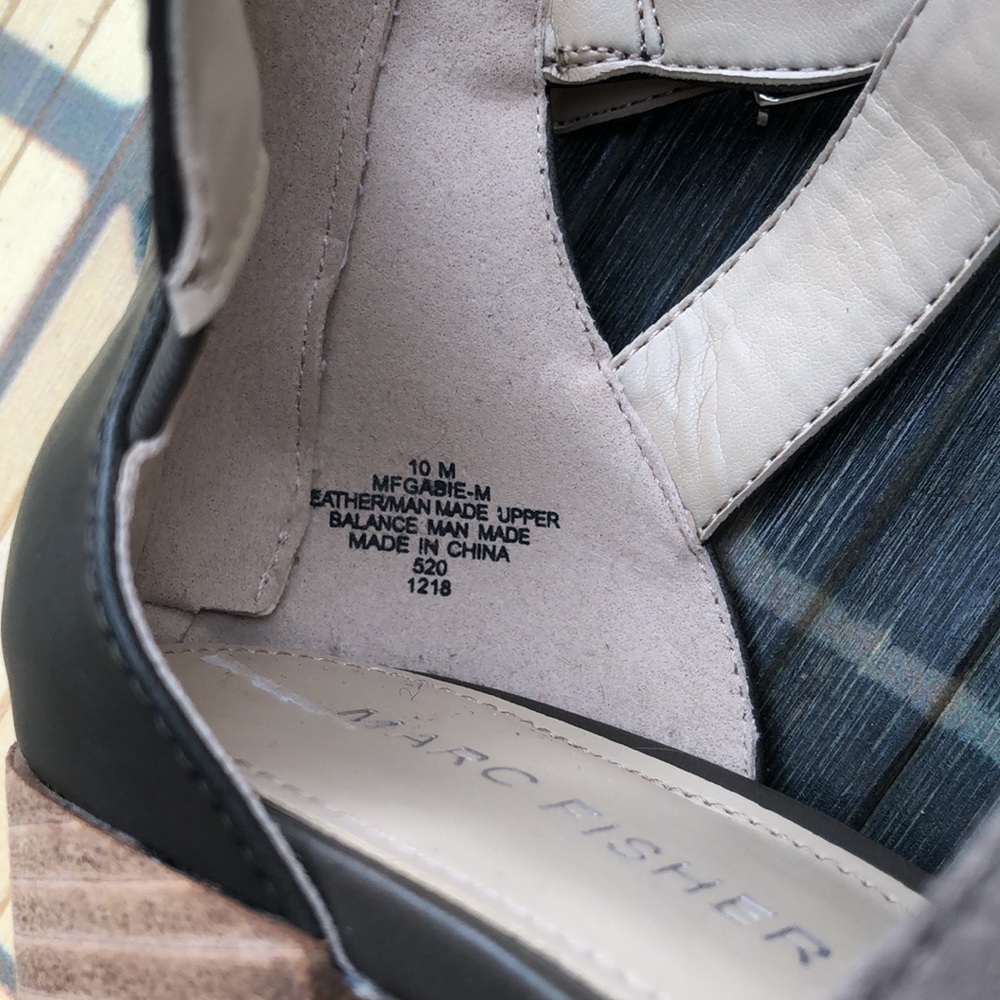 10 M
MFGABIE-M
EATHER/MAN MADE UPPER
BALANCE MAN MADE
MADE IN CHINA
520
1218
MARC FISHER